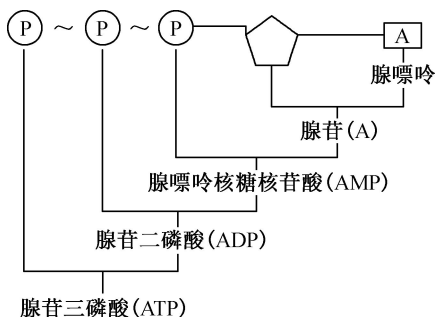 P ~ P ~ P A
腺嘌呤
腺苷(A)
腺嘌呤核糖核苷酸(AMP)
腺苷二磷酸(ADP)
腺苷三磷酸(ATP)